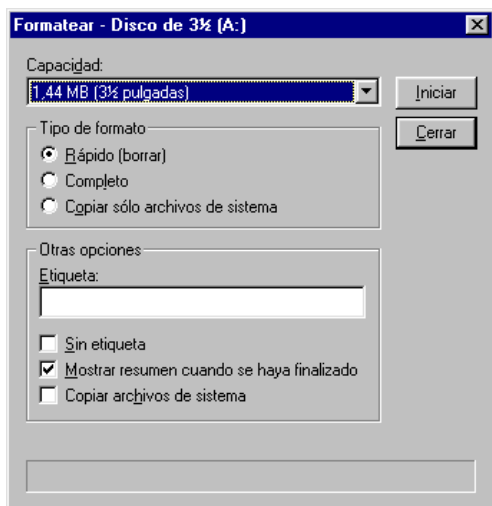 Formatear - Disco de 3½ (A:)
Capacidad:
1,44 MB (3½ pulgadas)
Iniciar
Tipo de formato
Cerrar
Rápido (borrar)
Completo
Copiar sólo archivos de sistema
Otras opciones
Etiqueta:
Sin etiqueta
Mostrar resumen cuando se haya finalizado
Copiar archivos de sistema